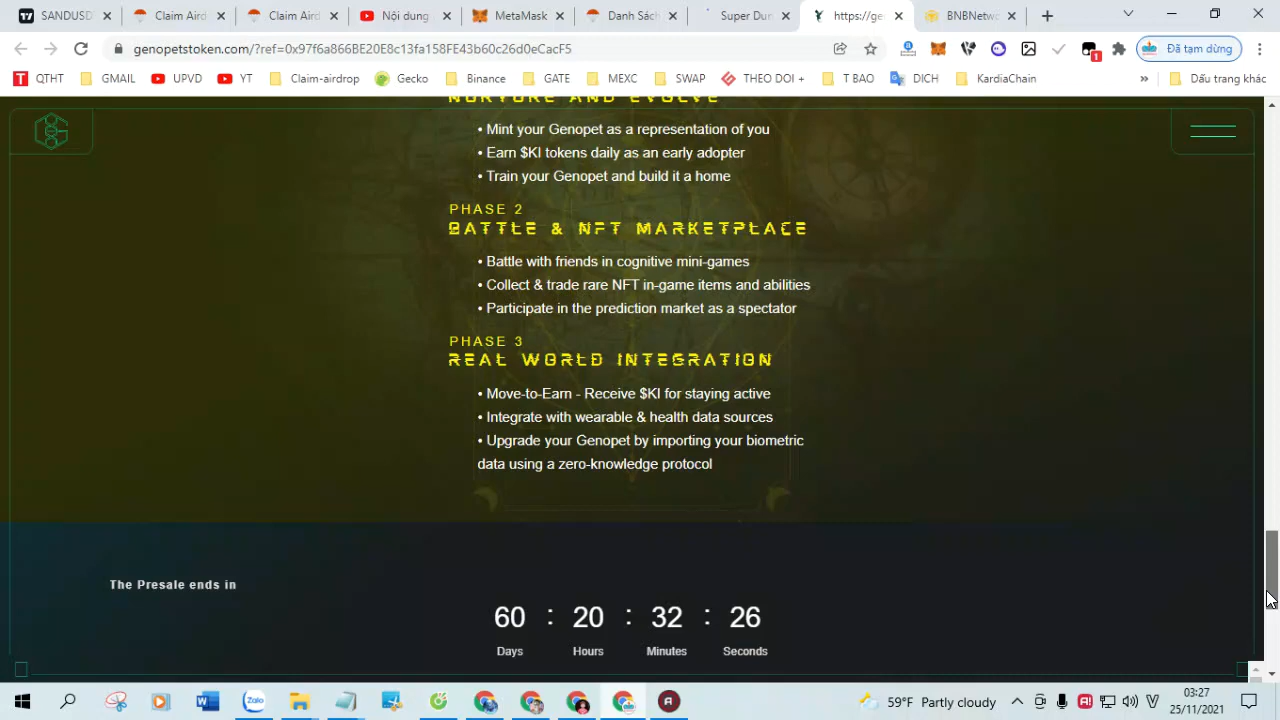 SANDUSD
Claim Aird
Claim Aird
Nội dung
MetaMask
Danh Sách
Super Dun
https://ge
BNBNetwo
genopetstoken.com/?ref=0x97f6a866BE20E8c13fa158FE43b60c26d0eCacF5
Đã tạm dừng
QTHT
GMAIL
UPVD
YT
Claim-airdrop
Gecko
Binance
GATE
MEXC
SWAP
THEO DOI +
T BAO
DICH
KardiaChain
»
Dấu trang khác
NURTURE AND EVOLVE
• Mint your Genopet as a representation of you
• Earn $KI tokens daily as an early adopter
• Train your Genopet and build it a home
PHASE 2
BATTLE & NFT MARKETPLACE
• Battle with friends in cognitive mini-games
• Collect & trade rare NFT in-game items and abilities
• Participate in the prediction market as a spectator
PHASE 3
REAL WORLD INTEGRATION
• Move-to-Earn - Receive $KI for staying active
• Integrate with wearable & health data sources
• Upgrade your Genopet by importing your biometric
data using a zero-knowledge protocol
The Presale ends in
60 : 20 : 32 : 26
Days Hours Minutes Seconds
Zalo
59°F Partly cloudy
03:27
25/11/2021